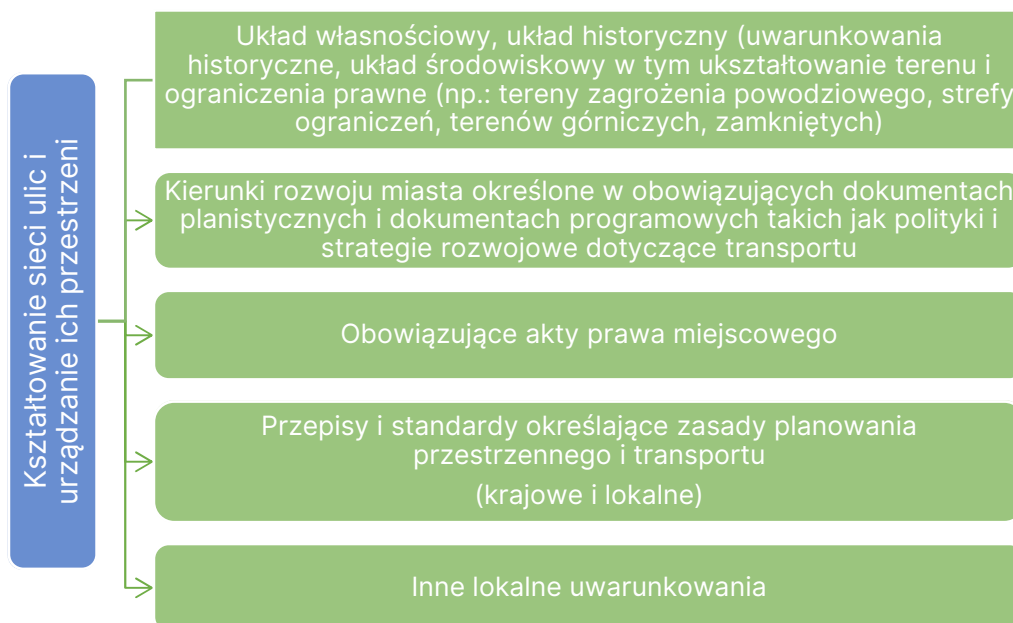 Kształtowanie sieci ulic i
urządzanie ich przestrzeni
Układ własnościowy, układ historyczny (uwarunkowania
historyczne, układ środowiskowy w tym ukształtowanie terenu i
ograniczenia prawne (np.: tereny zagrożenia powodziowego, strefy
ograniczeń, terenów górniczych, zamkniętych)
Kierunki rozwoju miasta określone w obowiązujących dokumentach
planistycznych i dokumentach programowych takich jak polityki i
strategie rozwojowe dotyczące transportu
Obowiązujące akty prawa miejscowego
Przepisy i standardy określające zasady planowania
przestrzennego i transportu
(krajowe i lokalne)
Inne lokalne uwarunkowania